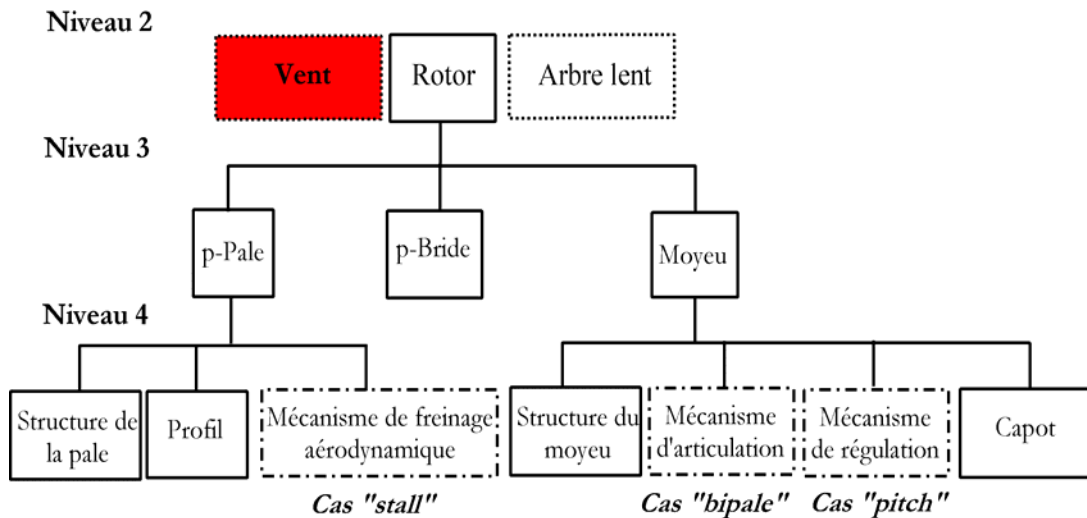 Niveau 2
Vent
Rotor
Arbre lent
Niveau 3
p-Pale
p-Bride
Moyeu
Niveau 4
Structure de
la pale
Profil
Mécanisme de freinage
aérodynamique
Structure du
moyeu
Mécanisme
d'articulation
Mécanisme
de régulation
Capot
Cas "stall"
Cas "bipale"
Cas "pitch"